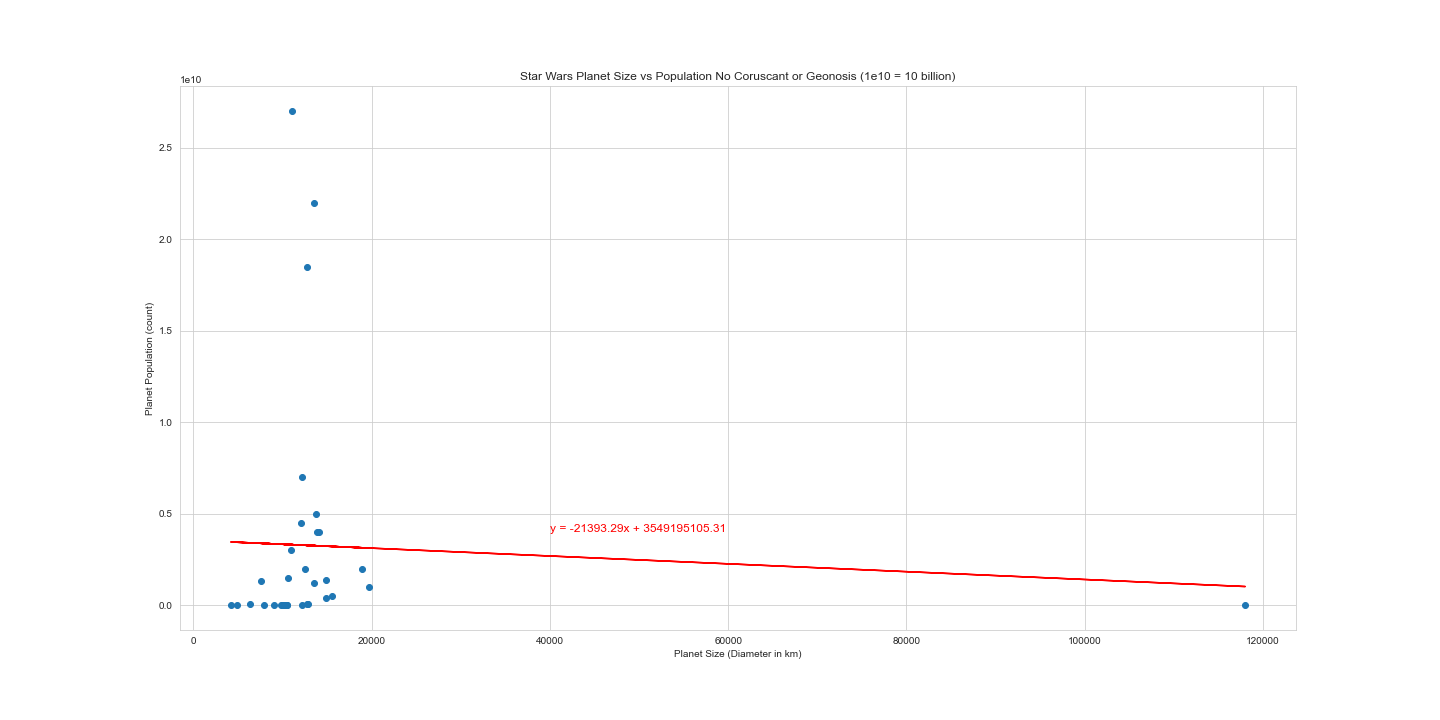 Star Wars Planet Size vs Population No Coruscant or Geonosis (1e10 = 10 billion)
1e10
2.5
2.0
1.5
1.0
0.5
0.0
Planet Population (count)
y = -21393.29x + 3549195105.31
0 20000 40000 60000 80000 100000 120000
Planet Size (Diameter in km)